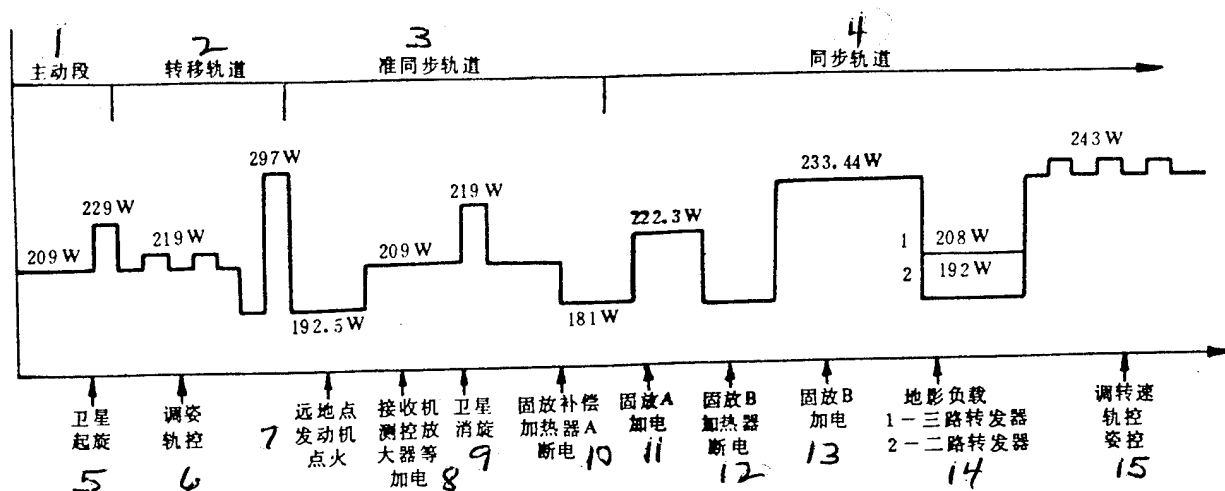 1 2 3 4
主动段 转移轨道 准同步轨道 同步轨道
297W 243W
233.44W
229W 219W 222.3W
209W 219W 209W 1 208W
2 192W
192.5W 181W
卫星
起旋
5
调姿
轨控
6
7
远地点
发动机
点火
接收机
测控放
大器等
加电
8
卫星
消旋
9
固放补偿
加热器A
断电
10
固放A
加电
11
固放B
加热器
断电
12
固放B
加电
13
地影负载
1-三路转发器
2-二路转发器
14
调转速
轨控
姿控
15